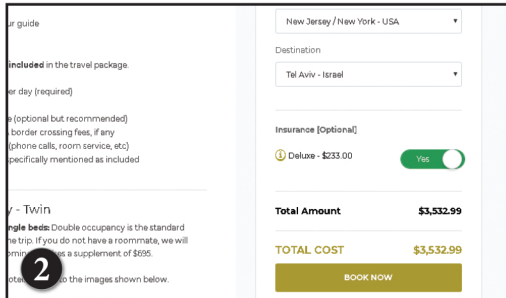 ur guide
included in the travel package.
er day (required)
e (optional but recommended)
border crossing fees, if any
(phone calls, room service, etc)
specifically mentioned as included
y - Twin
ngle beds: Double occupancy is the standard
he trip. If you do not have a roommate, we will
es a supplement of $695.
to the images shown below.
2
New Jersey / New York - USA
Destination
Tel Aviv - Israel
Insurance [Optional]
Deluxe - $233.00
Yes
Total Amount $3,532.99
TOTAL COST $3,532.99
BOOK NOW